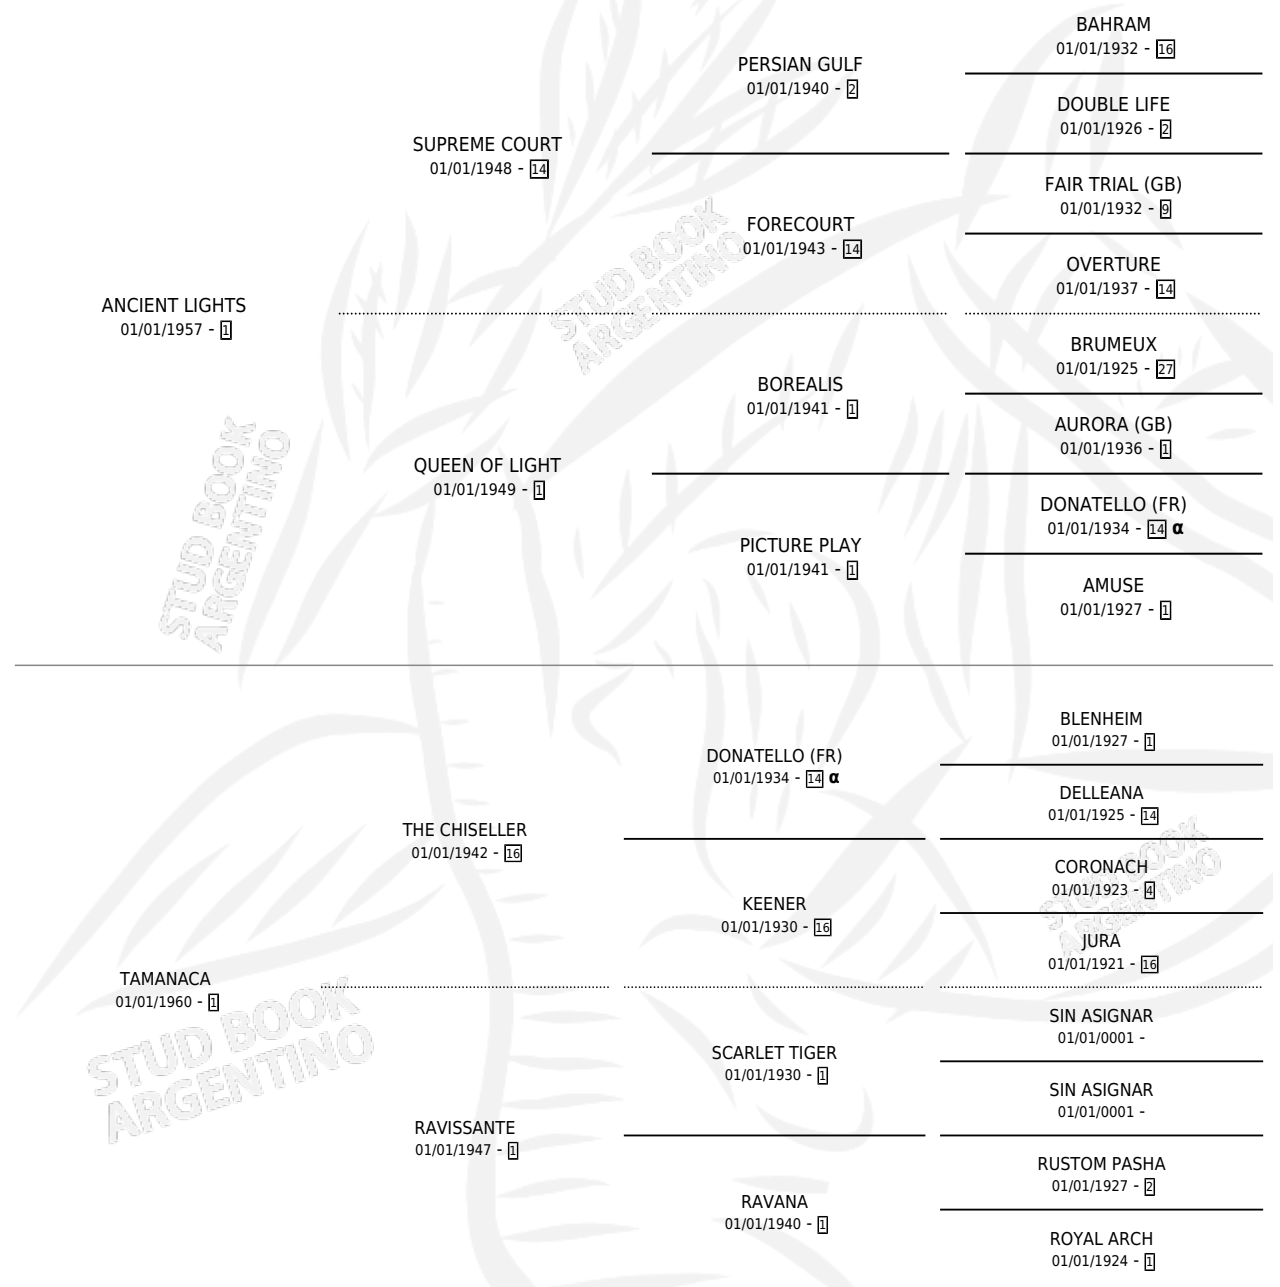 BAHRAM
01/01/1932 - 16
PERSIAN GULF
01/01/1940 - 2
DOUBLE LIFE
01/01/1926 - 2
SUPREME COURT
01/01/1948 - 14
FAIR TRIAL (GB)
01/01/1932 - 9
FORECOURT
01/01/1943 - 14
OVERTURE
01/01/1937 - 14
ANCIENT LIGHTS
01/01/1957 - 1
BRUMEUX
01/01/1925 - 27
BOREALIS
01/01/1941 - 1
AURORA (GB)
01/01/1936 - 1
QUEEN OF LIGHT
01/01/1949 - 1
DONATELLO (FR)
01/01/1934 - 14 α
PICTURE PLAY
01/01/1941 - 1
AMUSE
01/01/1927 - 1
BLENHEIM
01/01/1927 - 1
DONATELLO (FR)
01/01/1934 - 14 α
DELLEANA
01/01/1925 - 14
THE CHISELLER
01/01/1942 - 16
CORONACH
01/01/1923 - 4
KEENER
01/01/1930 - 16
JURA
01/01/1921 - 16
TAMANACA
01/01/1960 - 1
SIN ASIGNAR
01/01/0001 -
SCARLET TIGER
01/01/1930 - 1
SIN ASIGNAR
01/01/0001 -
RAVISSANTE
01/01/1947 - 1
RUSTOM PASHA
01/01/1927 - 2
RAVANA
01/01/1940 - 1
ROYAL ARCH
01/01/1924 - 1
STUD BOOK
ARGENTINO
STUD BOOK
ARGENTINO
STUD BOOK
ARGENTINO
STUD BOOK
ARGENTINO